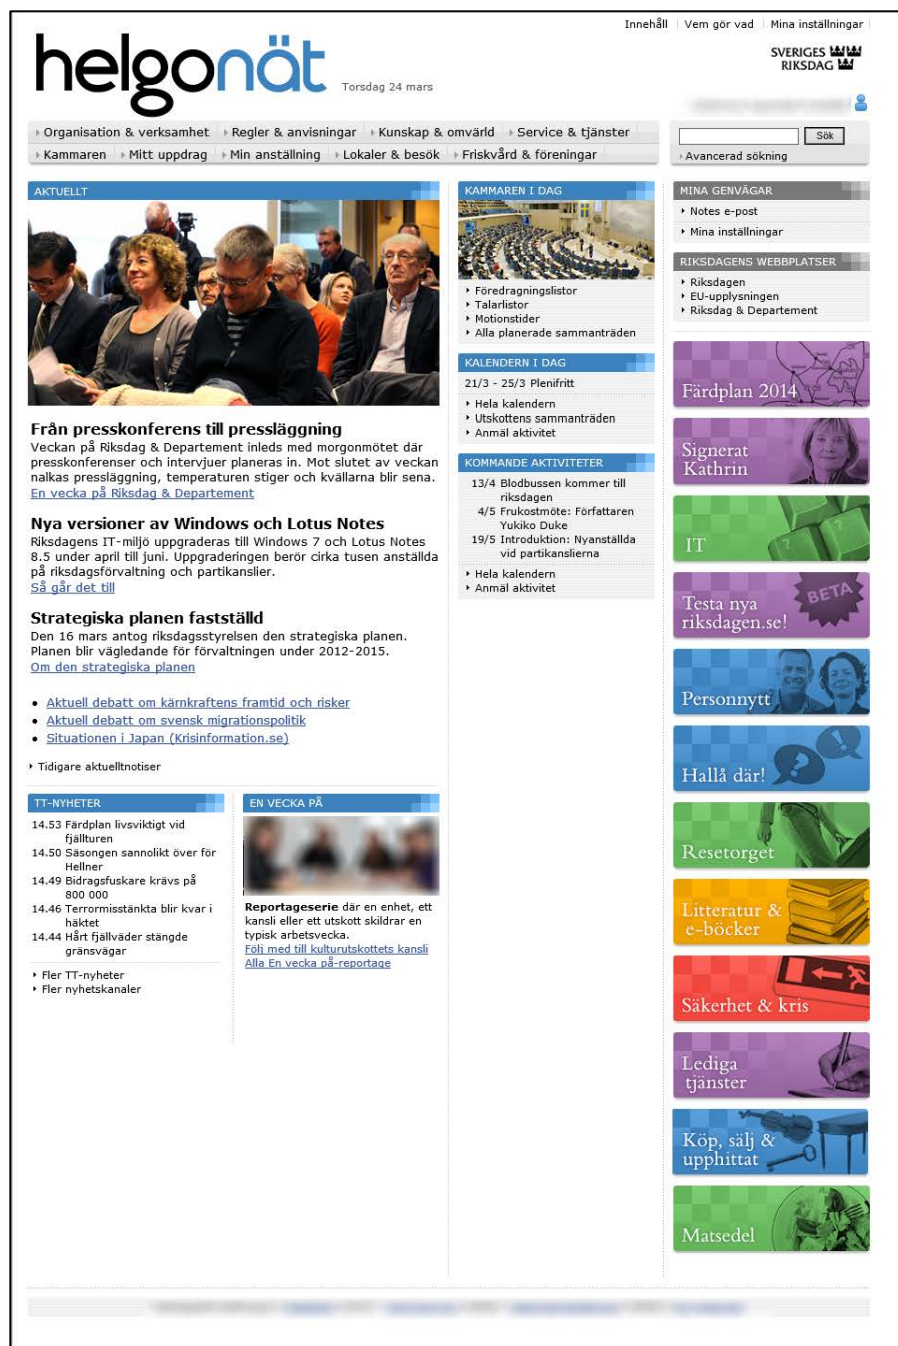 Innehåll Vem gör vad Mina inställningar
helgonät
Torsdag 24 mars
SVERIGES
RIKSDAG
Organisation & verksamhet Regler & anvisningar Kunskap & omvärld Service & tjänster
Kammaren Mitt uppdrag Min anställning Lokaler & besök Friskvård & föreningar
Sök
Avancerad sökning
AKTUELLT
Från presskonferens till pressläggning
Veckan på Riksdag & Departement inleds med morgonmötet där
presskonferenser och intervjuer planeras in. Mot slutet av veckan
nalkas pressläggning, temperaturen stiger och kvällarna blir sena.
En vecka på Riksdag & Departement
Nya versioner av Windows och Lotus Notes
Riksdagens IT-miljö uppgraderas till Windows 7 och Lotus Notes
8.5 under april till juni. Uppgraderingen berör cirka tusen anställda
på riksdagsförvaltning och partikanslier.
Så går det till
Strategiska planen fastställd
Den 16 mars antog riksdagsstyrelsen den strategiska planen.
Planen blir vägledande för förvaltningen under 2012-2015.
Om den strategiska planen
Aktuell debatt om kärnkraftens framtid och risker
Aktuell debatt om svensk migrationspolitik
Situationen i Japan (Krisinformation.se)
Tidigare aktuelltnotiser
TT-NYHETER
14.53 Färdplan livsviktigt vid
fjällturen
14.50 Säsongen sannolikt över för
Hellner
14.49 Bidragsfuskare krävs på
800 000
14.46 Terrormisstänkta blir kvar i
häktet
14.44 Hårt fjällväder stängde
gränsvägar
Fler TT-nyheter
Fler nyhetskanaler
EN VECKA PÅ
Reportageserie där en enhet, ett
kansli eller ett utskott skildrar en
typisk arbetsvecka.
Följ med till kulturutskottets kansli
Alla En vecka på-reportage
KAMMAREN I DAG
Föredragningslistor
Talarlistor
Motionstider
Alla planerade sammanträden
KALENDERN I DAG
21/3 - 25/3 Plenifritt
Hela kalendern
Utskottens sammanträden
Anmäl aktivitet
KOMMANDE AKTIVITETER
13/4 Blodbussen kommer till
riksdagen
4/5 Frukostmöte: Författaren
Yukiko Duke
19/5 Introduktion: Nyanställda
vid partikanslierna
Hela kalendern
Anmäl aktivitet
MINA GENVÄGAR
Notes e-post
Mina inställningar
RIKSDAGENS WEBBPLATSER
Riksdagen
EU-upplysningen
Riksdag & Departement
Färdplan 2014
Signerat
Kathrin
IT
BETA
Testa nya
riksdagen.se!
Personnytt
Hallå där!
Resetorget
Litteratur &
e-böcker
Säkerhet & kris
Lediga
tjänster
Köp, sälj &
upphittat
Matsedel